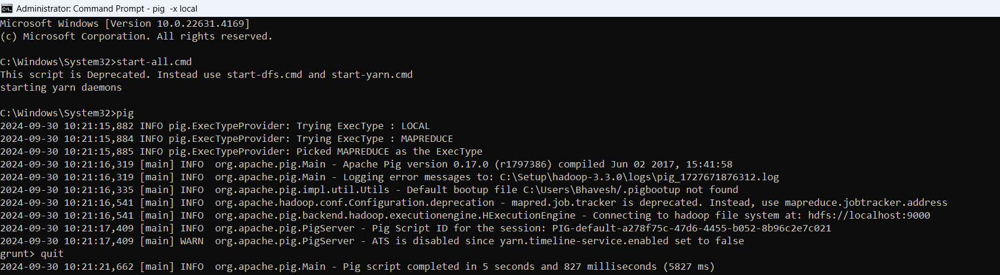 Administrator: Command Prompt - pig  -x local
Microsoft Windows [Version 10.0.22631.4169]
(c) Microsoft Corporation. All rights reserved.
C:\Windows\System32>start-all.cmd
This script is Deprecated. Instead use start-dfs.cmd and start-yarn.cmd
starting yarn daemons
C:\Windows\System32>pig
2024-09-30 10:21:15,882 INFO pig.ExecTypeProvider: Trying ExecType : LOCAL
2024-09-30 10:21:15,884 INFO pig.ExecTypeProvider: Trying ExecType : MAPREDUCE
2024-09-30 10:21:15,885 INFO pig.ExecTypeProvider: Picked MAPREDUCE as the ExecType
2024-09-30 10:21:16,319 [main] INFO  org.apache.pig.Main - Apache Pig version 0.17.0 (r1797386) compiled Jun 02 2017, 15:41:58
2024-09-30 10:21:16,319 [main] INFO  org.apache.pig.Main - Logging error messages to: C:\Setup\hadoop-3.3.0\logs\pig_1727671876312.log
2024-09-30 10:21:16,335 [main] INFO  org.apache.pig.impl.util.Utils - Default bootup file C:\Users\Bhavesh/.pigbootup not found
2024-09-30 10:21:16,541 [main] INFO  org.apache.hadoop.conf.Configuration.deprecation - mapred.job.tracker is deprecated. Instead, use mapreduce.jobtracker.address
2024-09-30 10:21:16,541 [main] INFO  org.apache.pig.backend.hadoop.executionengine.HExecutionEngine - Connecting to hadoop file system at: hdfs://localhost:9000
2024-09-30 10:21:17,409 [main] INFO  org.apache.pig.PigServer - Pig Script ID for the session: PIG-default-a278f75c-47d6-4455-b052-8b96c2e7c021
2024-09-30 10:21:17,409 [main] WARN  org.apache.pig.PigServer - ATS is disabled since yarn.timeline-service.enabled set to false
grunt> quit
2024-09-30 10:21:21,662 [main] INFO  org.apache.pig.Main - Pig script completed in 5 seconds and 827 milliseconds (5827 ms)